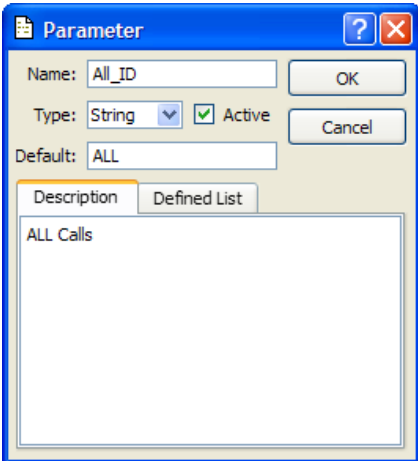 Parameter ?
Name: All_ID OK
Type: String Active Cancel
Default: ALL
Description Defined List
ALL Calls